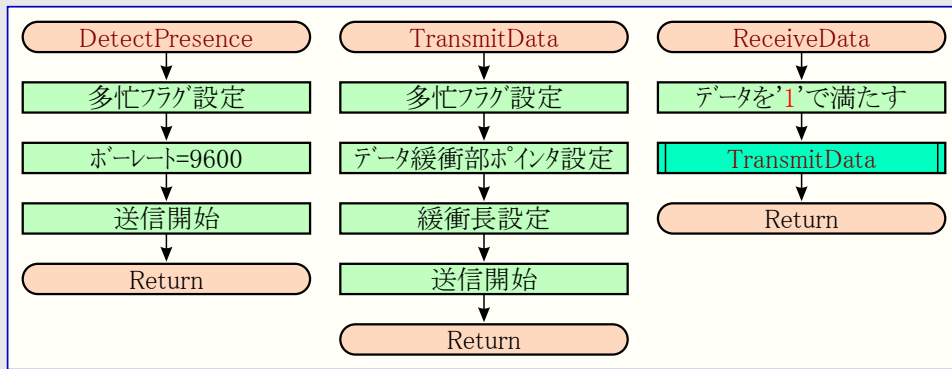 DetectPresence
多忙フラグ設定
ボーレート=9600
送信開始
Return
TransmitData
多忙フラグ設定
データ緩衝部ポインタ設定
緩衝長設定
送信開始
Return
ReceiveData
データを'1'で満たす
TransmitData
Return